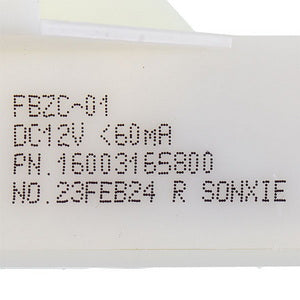 FBZC-01
DC12V <60mA
PN.16003165800
NO.23FEB24 R SONXIE